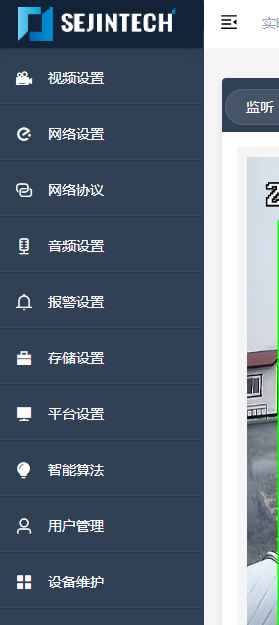 SEJINTECH
视频设置
网络设置
网络协议
音频设置
报警设置
存储设置
平台设置
智能算法
用户管理
设备维护
监听